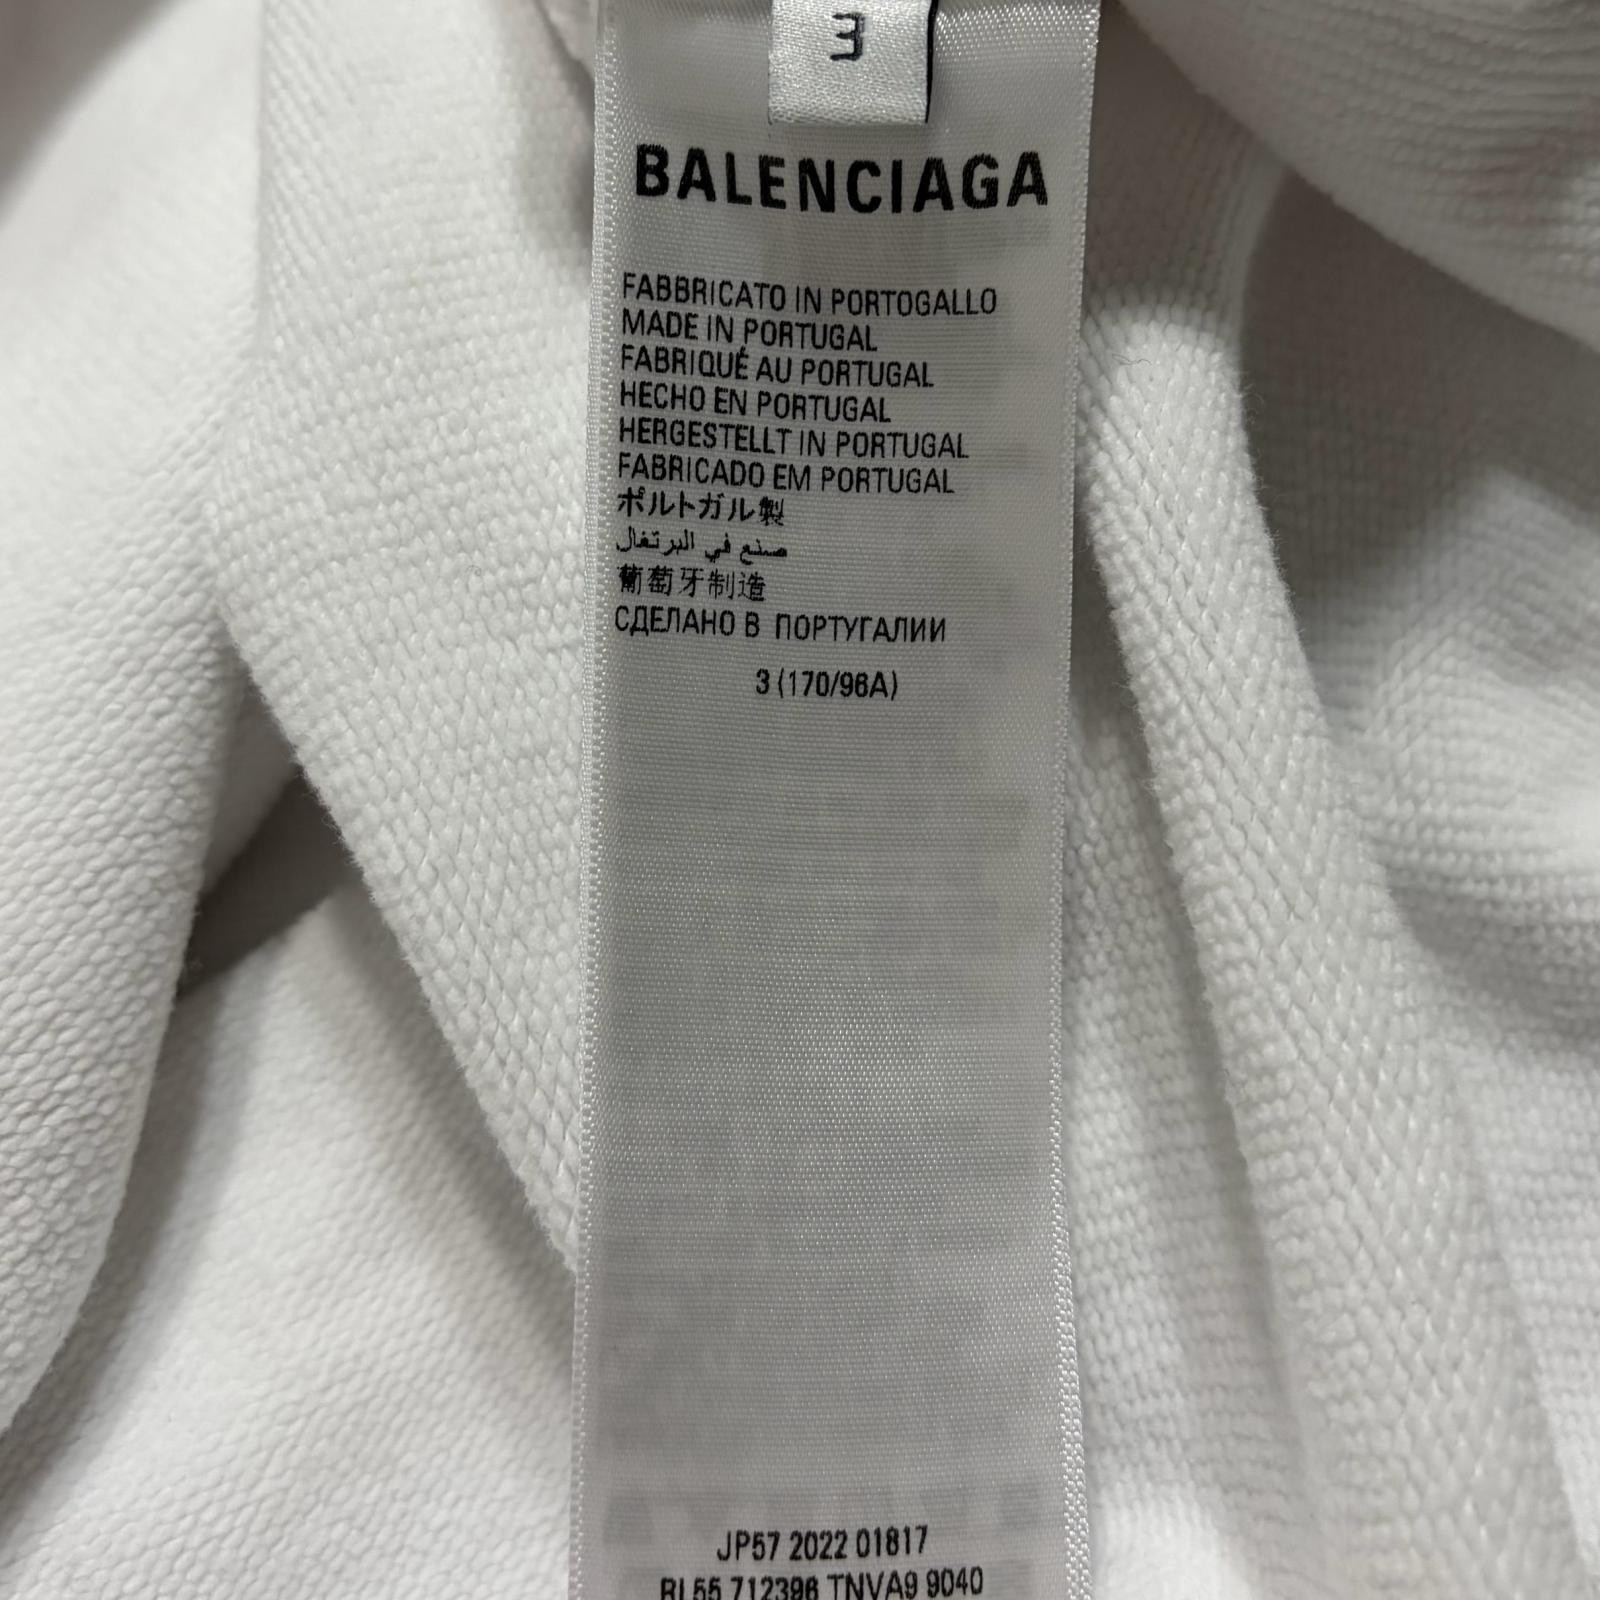 3
BALENCIAGA
FABBRICATO IN PORTOGALLO
MADE IN PORTUGAL
FABRIQUÉ AU PORTUGAL
HECHO EN PORTUGAL
HERGESTELLT IN PORTUGAL
FABRICADO EM PORTUGAL
ポルトガル製
صنع في البرتغال
葡萄牙制造
СДЕЛАНО В ПОРТУГАЛИИ
3 (170/96A)
JP57 2022 01817
RL55 712396 TNVA9 9040